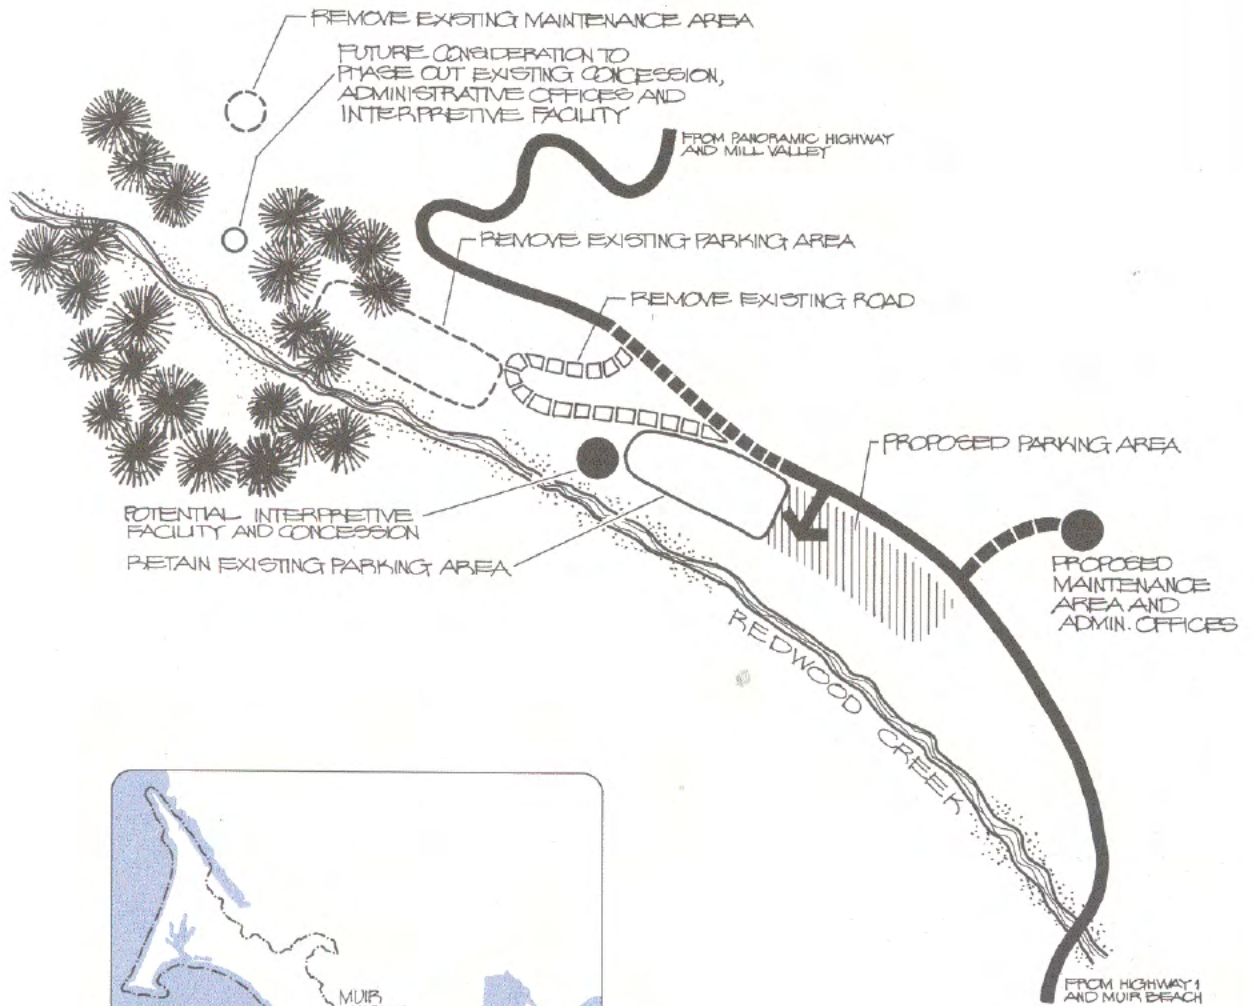 REMOVE EXISTING MAINTENANCE AREA
FUTURE CONSIDERATION TO
PHASE OUT EXISTING CONCESSION,
ADMINISTRATIVE OFFICES AND
INTERPRETIVE FACILITY
FROM PANORAMIC HIGHWAY
AND MILL VALLEY
REMOVE EXISTING PARKING AREA
REMOVE EXISTING ROAD
PROPOSED PARKING AREA
POTENTIAL INTERPRETIVE
FACILITY AND CONCESSION
RETAIN EXISTING PARKING AREA
PROPOSED
MAINTENANCE
AREA AND
ADMIN. OFFICES
REDWOOD CREEK
MUIR
FROM HIGHWAY 1
AND MUIR BEACH